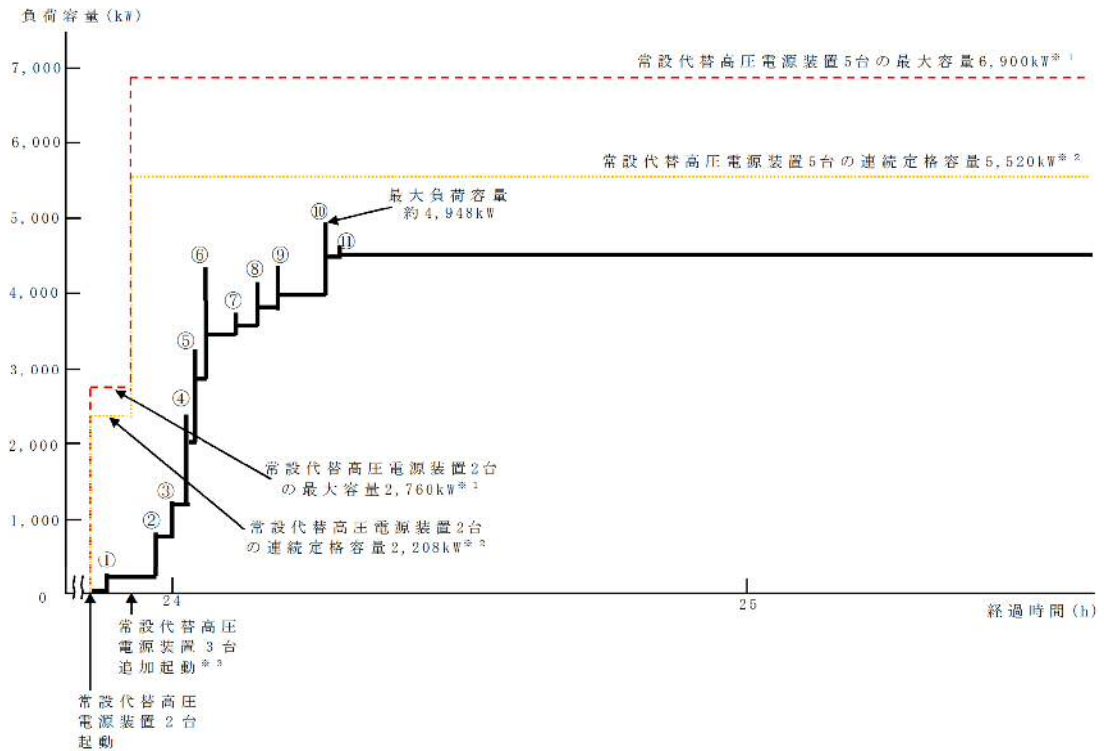 負荷容量(kW)
7,000
常設代替高圧電源装置5台の最大容量6,900kW※1
6,000
常設代替高圧電源装置5台の連続定格容量5,520kW※2
最大負荷容量
約4,948kW
5,000
⑩
⑪
⑥
⑧
⑨
4,000
⑦
⑤
3,000
④
2,000
常設代替高圧電源装置2台
の最大容量2,760kW※1
③
1,000
②
常設代替高圧電源装置2台
の連続定格容量2,208kW※2
①
0
24
25
経過時間(h)
常設代替高圧
電源装置3台
追加起動※3
常設代替高圧
電源装置2台
起動